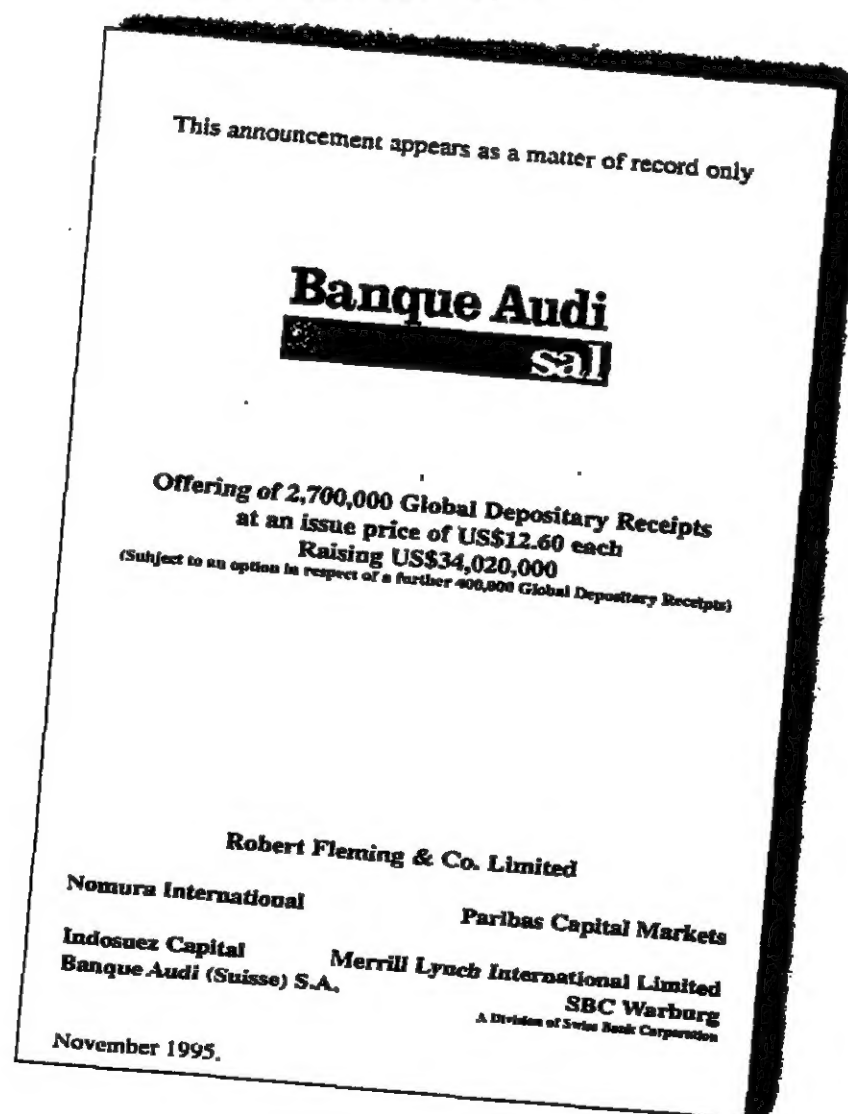 This announcement appears as a matter of record only
Banque Audi
sal
Offering of 2,700,000 Global Depositary Receipts
at an issue price of US$12.60 each
Raising US$34,020,000
(Subject to an option in respect of a further 400,000 Global Depositary Receipts)
Robert Fleming & Co. Limited
Nomura International
Paribas Capital Markets
Indosuez Capital
Merrill Lynch International Limited
Banque Audi (Suisse) S.A.
SBC Warburg
A Division of Swiss Bank Corporation
November 1995.